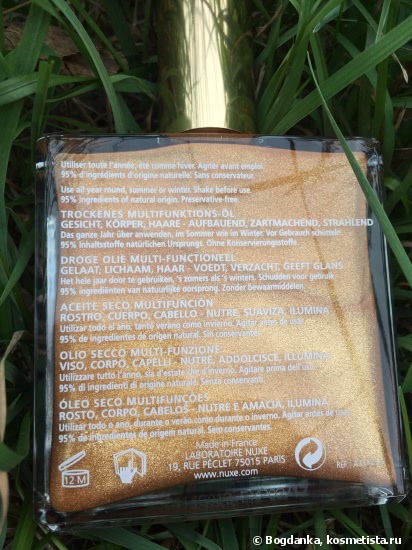 Utiliser toute l'année, été comme hiver. Agiter avant emploi.
95% d'ingrédients d'origine naturelle. Sans conservateur.
Use all year round, summer or winter. Shake before use.
95% ingredients of natural origin. Preservative-free.
TROCKENES MULTIFUNKTIONS-ÖL
GESICHT, KÖRPER, HAARE - AUFBAUEND, ZARTMACHEND, STRAHLEND
Das ganze Jahr über anwenden, im Sommer wie im Winter. Vor Gebrauch schütteln.
95% Inhaltsstoffe natürlichen Ursprungs. Ohne Konservierungsstoffe.
DROGE OLIE MULTI-FUNCTIONEEL
GELAAT, LICHAAM, HAAR - VOEDT, VERZACHT, GEEFT GLANS
Het hele jaar door te gebruiken, 's zomers als 's winters. Schudden voor gebruik.
95% ingrediënten van natuurlijke oorsprong. Zonder bewaarmiddelen.
ACEITE SECO MULTIFUNCIÓN
ROSTRO, CUERPO, CABELLO - NUTRE, SUAVIZA, ILUMINA
Utilizar todo el año, tanto verano como invierno. Agitar antes de usar.
95% de ingredientes de origen natural. Sin conservantes.
OLIO SECCO MULTI-FUNZIONE
VISO, CORPO, CAPELLI - NUTRE, ADDOLCISCE, ILLUMINA
Utilizzare tutto l'anno, sia d'estate che d'inverno. Agitare prima dell'uso.
95% di ingredienti di origine naturale. Senza conservanti.
ÓLEO SECO MULTIFUNÇÕES
ROSTO, CORPO, CABELOS - NUTRE E AMACIA, ILUMINA
Utilizar todo o ano, durante o verão como durante o inverno. Agitar antes de usar.
95% de ingredientes de origem natural. Sem conservantes.
Made in France
LABORATOIRE NUXE
19, RUE PÉCLET 75015 PARIS
www.nuxe.com
12 M
REF :
© Bogdanka, kosmetista.ru